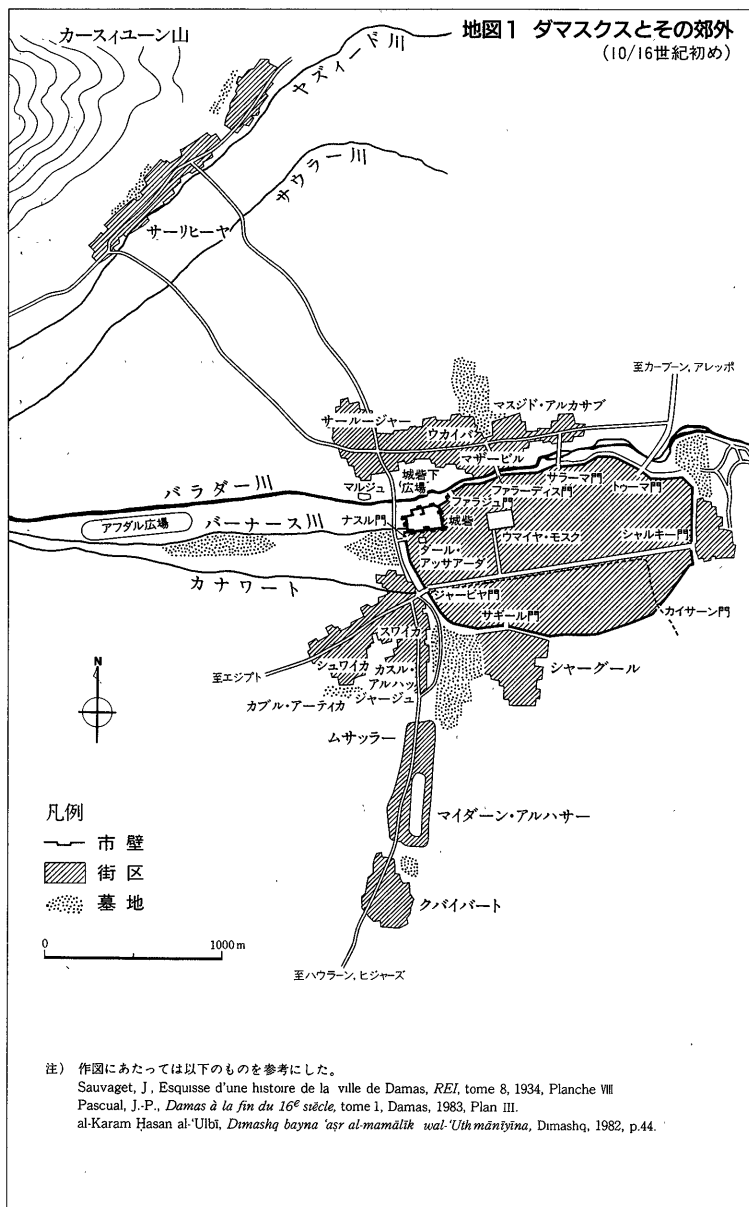 地図1 ダマスクスとその郊外
(10/16世紀初め)
カースィユーン山
ヤズィード川
サウラー川
サーリヒーヤ
至カーブーン,アレッポ
マスジド・アルカサブ
サールージャー
ウカイバ
マザービル
城砦下
広場
サラーマ門
トゥーマ門
マルジュ
ファラーディス門
ファラジュ門
バラダー川
アフダル広場
バーナース川
ナスル門
城砦
ウマイヤ・モスク
シャルキー門
ダール・
アッサアーダ
カナワート
ジャービヤ門
サギール門
カイサーン門
スワイカ
シュワイカ
カスル・
アルハッ
ジャージュ
シャーグール
至エジプト
カブル・アーティカ
N
ムサッラー
マイダーン・アルハサー
クバイバート
凡例
市壁
街区
墓地
0 1000m
至ハウラーン,ヒジャーズ
注) 作図にあたっては以下のものを参考にした。
Sauvaget, J, Esquisse d'une histoire de la ville de Damas, REI, tome 8, 1934, Planche VIII
Pascual, J.-P., Damas à la fin du 16e siècle, tome 1, Damas, 1983, Plan III.
al-Karam Ḥasan al-'Ulbī, Dimashq bayna 'aṣr al-mamālīk wal-'Uthmānīyīna, Dimashq, 1982, p.44.